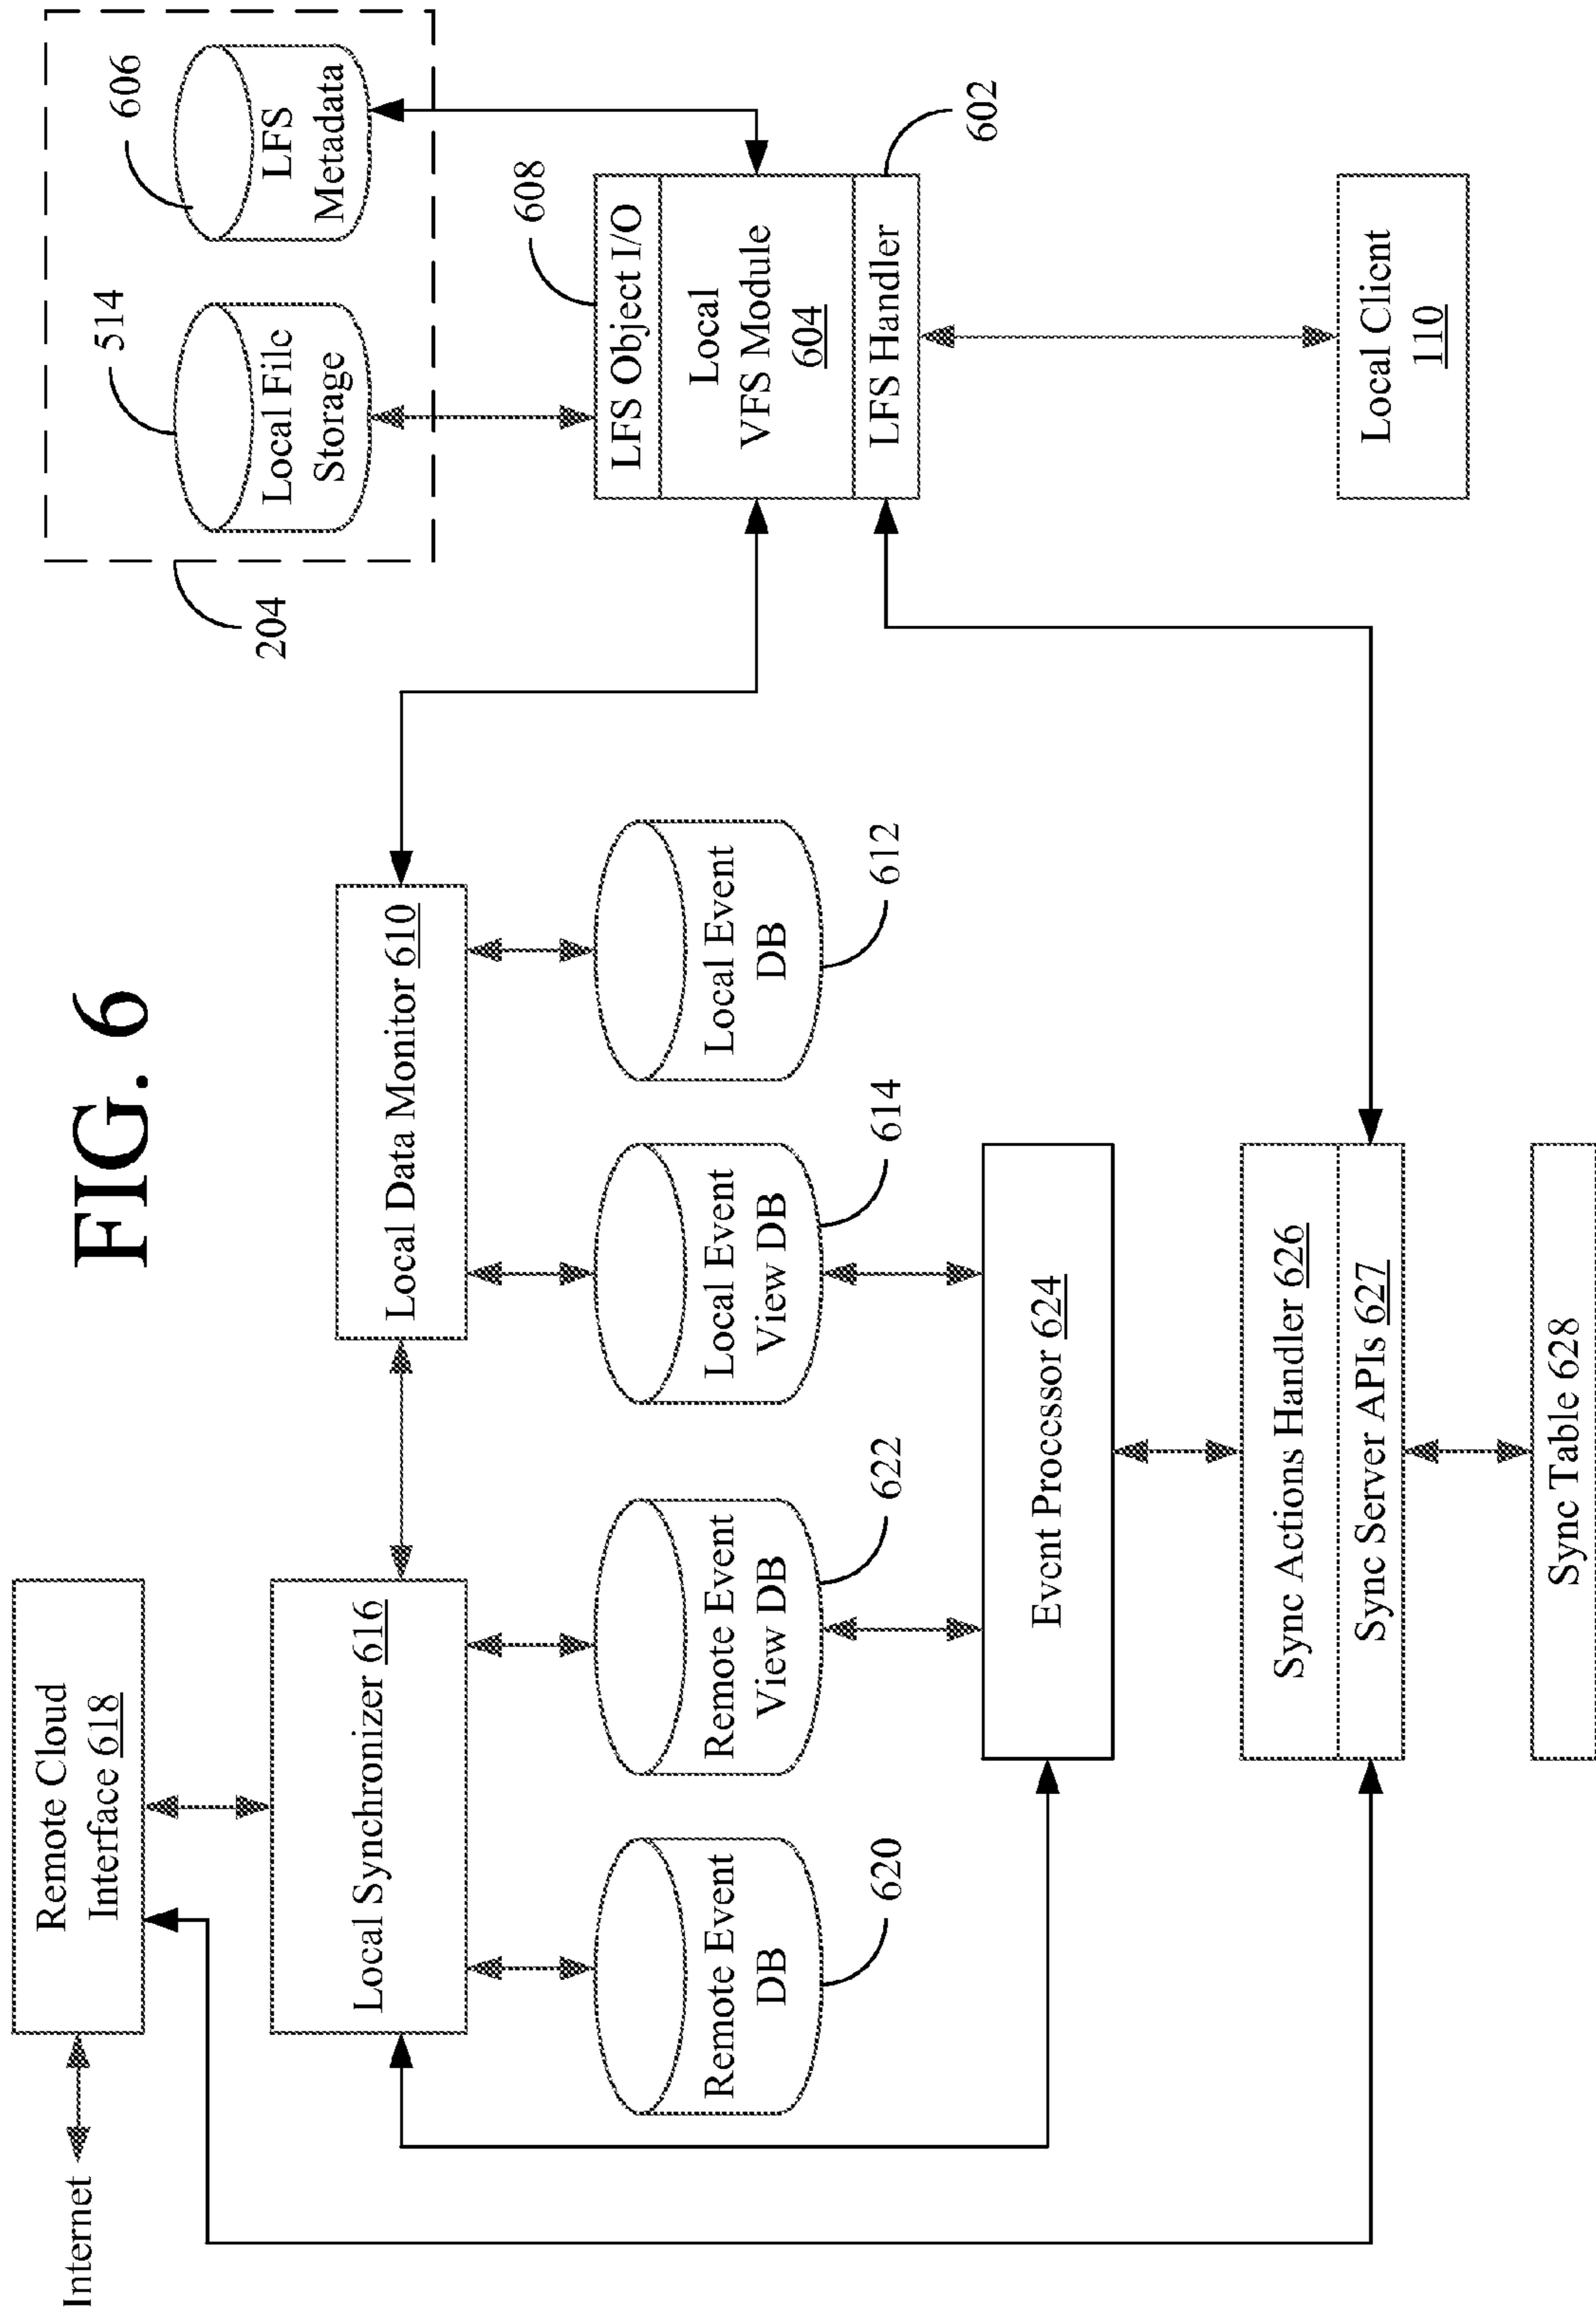 FIG. 6
Internet
Remote Cloud
Interface 618
Local Synchronizer 616
Local Data Monitor 610
Remote Event
DB
620
Remote Event
View DB
622
Local Event
View DB
614
Local Event
DB
612
Event Processor 624
Sync Actions Handler 626
Sync Server APIs 627
Sync Table 628
204
Local File
Storage
514
LFS
Metadata
606
LFS Object I/O
608
Local
VFS Module
604
LFS Handler
602
Local Client
110